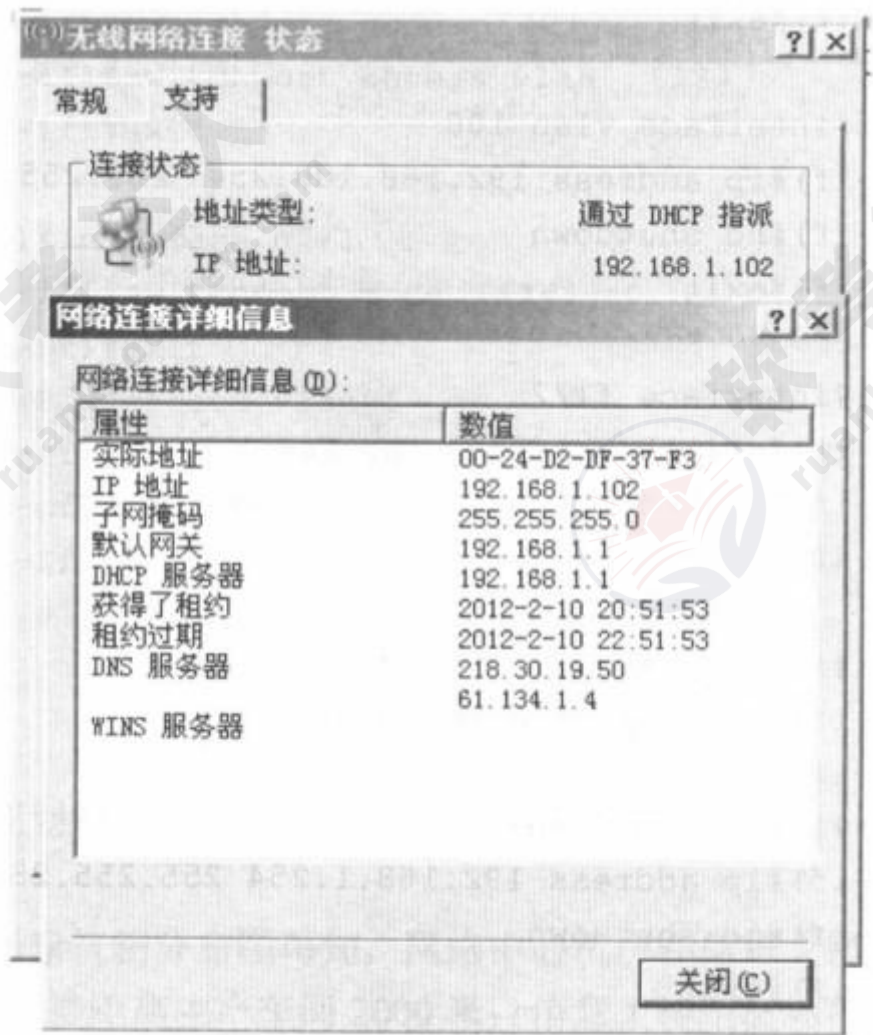 无线网络连接 状态
常规 支持
连接状态
地址类型: 通过 DHCP 指派
IP 地址: 192.168.1.102
网络连接详细信息
网络连接详细信息(D):
属性 数值
实际地址 00-24-D2-DF-37-F3
IP 地址 192.168.1.102
子网掩码 255.255.255.0
默认网关 192.168.1.1
DHCP 服务器 192.168.1.1
获得了租约 2012-2-10 20:51:53
租约过期 2012-2-10 22:51:53
DNS 服务器 218.30.19.50
61.134.1.4
WINS 服务器
关闭(C)